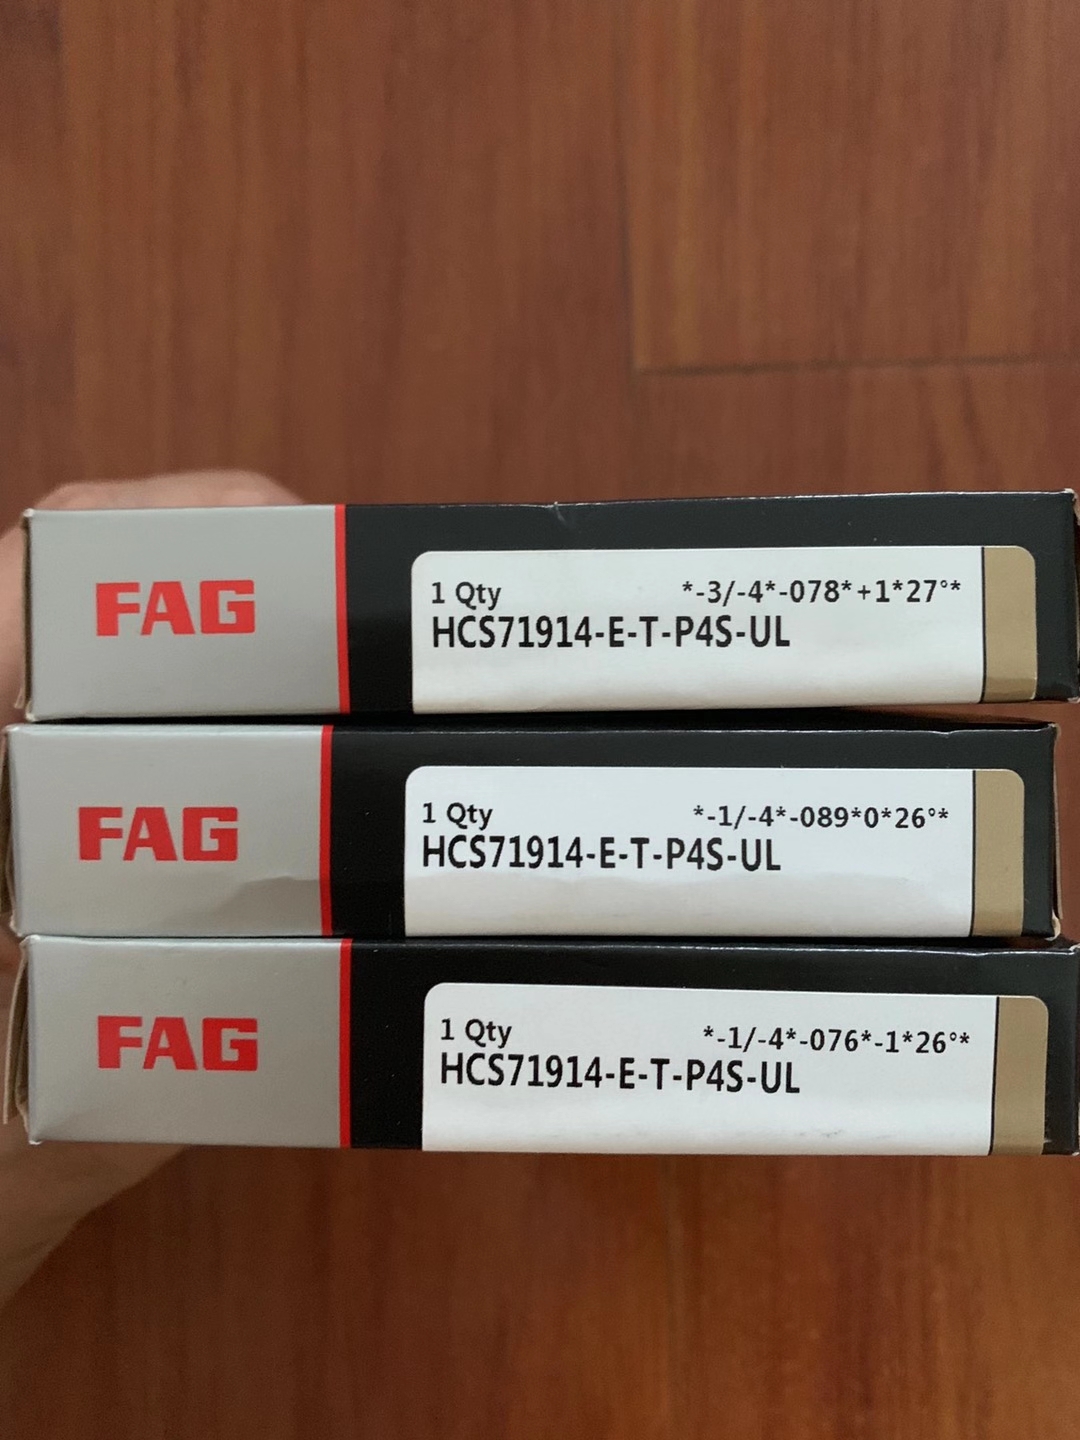 FAG
1 Qty *-3/-4*-078*+1*27°*
HCS71914-E-T-P4S-UL
FAG
1 Qty *-1/-4*-089*0*26°*
HCS71914-E-T-P4S-UL
FAG
1 Qty *-1/-4*-076*-1*26°*
HCS71914-E-T-P4S-UL